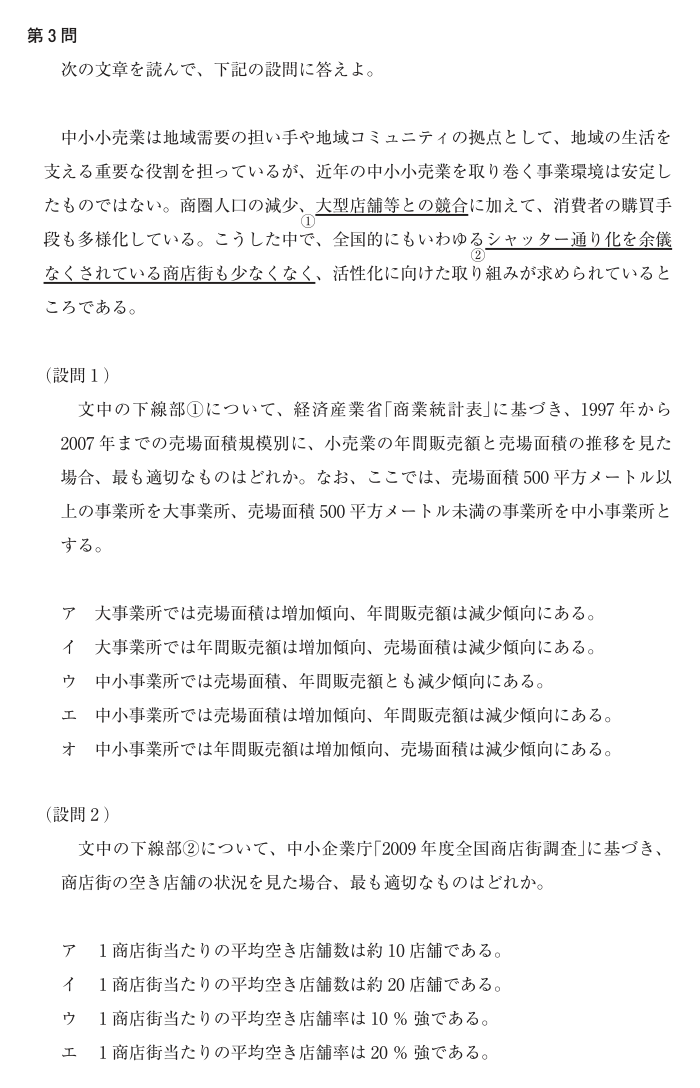 第3問
次の文章を読んで、下記の設問に答えよ。
中小小売業は地域需要の担い手や地域コミュニティの拠点として、地域の生活を
支える重要な役割を担っているが、近年の中小小売業を取り巻く事業環境は安定し
たものではない。商圏人口の減少、大型店舗等との競合に加えて、消費者の購買手
①
段も多様化している。こうした中で、全国的にもいわゆるシャッター通り化を余儀
②
なくされている商店街も少なくなく、活性化に向けた取り組みが求められていると
ころである。
(設問1)
文中の下線部①について、経済産業省「商業統計表」に基づき、1997年から
2007年までの売場面積規模別に、小売業の年間販売額と売場面積の推移を見た
場合、最も適切なものはどれか。なお、ここでは、売場面積500平方メートル以
上の事業所を大事業所、売場面積500平方メートル未満の事業所を中小事業所と
する。
ア 大事業所では売場面積は増加傾向、年間販売額は減少傾向にある。
イ 大事業所では年間販売額は増加傾向、売場面積は減少傾向にある。
ウ 中小事業所では売場面積、年間販売額とも減少傾向にある。
エ 中小事業所では売場面積は増加傾向、年間販売額は減少傾向にある。
オ 中小事業所では年間販売額は増加傾向、売場面積は減少傾向にある。
(設問2)
文中の下線部②について、中小企業庁「2009年度全国商店街調査」に基づき、
商店街の空き店舗の状況を見た場合、最も適切なものはどれか。
ア 1商店街当たりの平均空き店舗数は約10店舗である。
イ 1商店街当たりの平均空き店舗数は約20店舗である。
ウ 1商店街当たりの平均空き店舗率は10％強である。
エ 1商店街当たりの平均空き店舗率は20％強である。